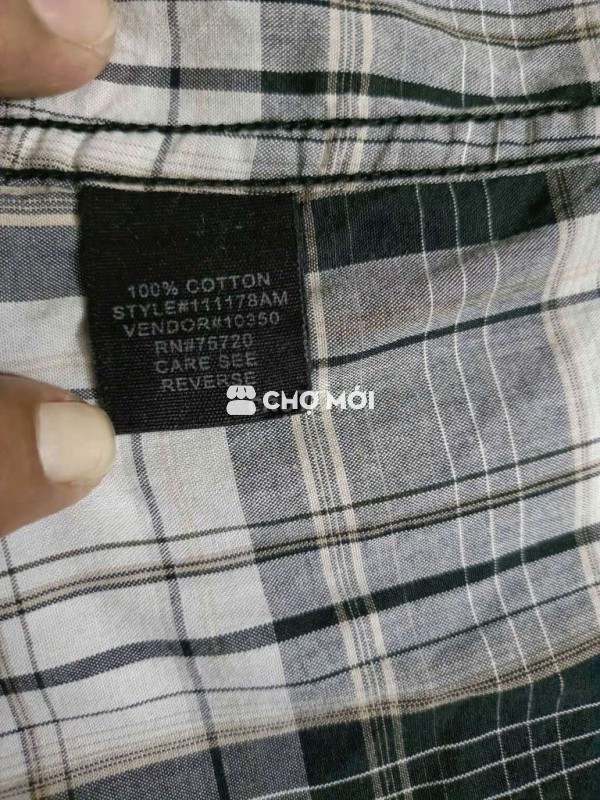 100% COTTON
STYLE#111178AM
VENDOR#10350
RN#75720
CARE SEE
REVERSE
CHỢ MỚI